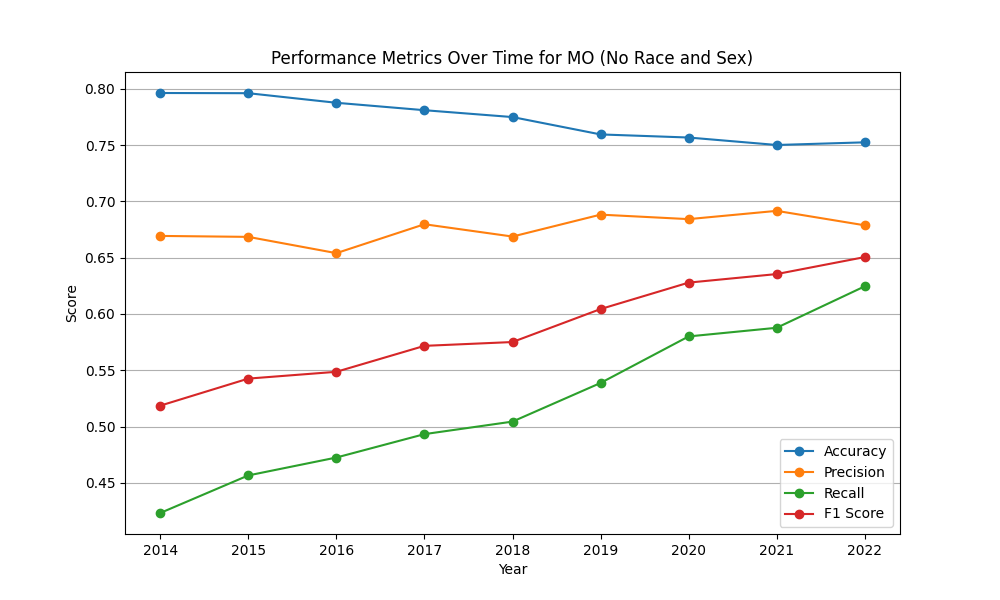 Performance Metrics Over Time for MO (No Race and Sex)
0.80
0.75
0.70
0.65
0.60
0.55
0.50
0.45
Score
Accuracy
Precision
Recall
F1 Score
2014 2015 2016 2017 2018 2019 2020 2021 2022
Year